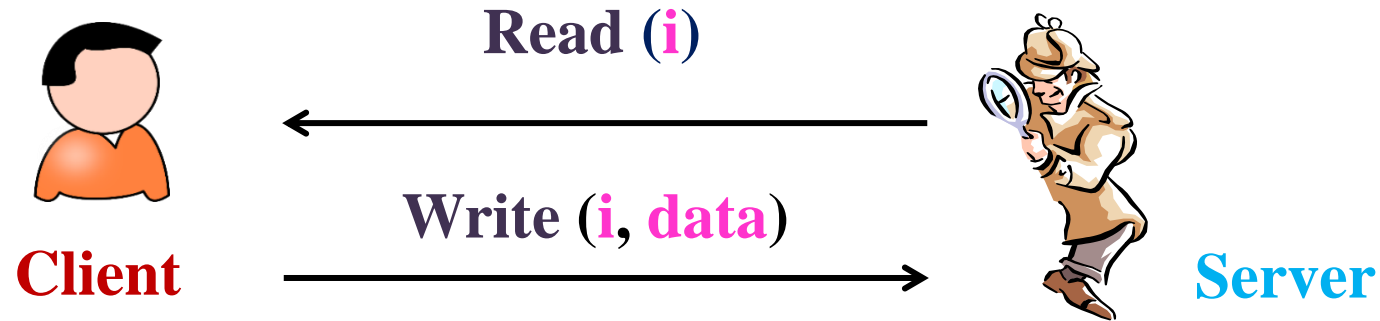 Read (i)
Write (i, data)
Client
Server